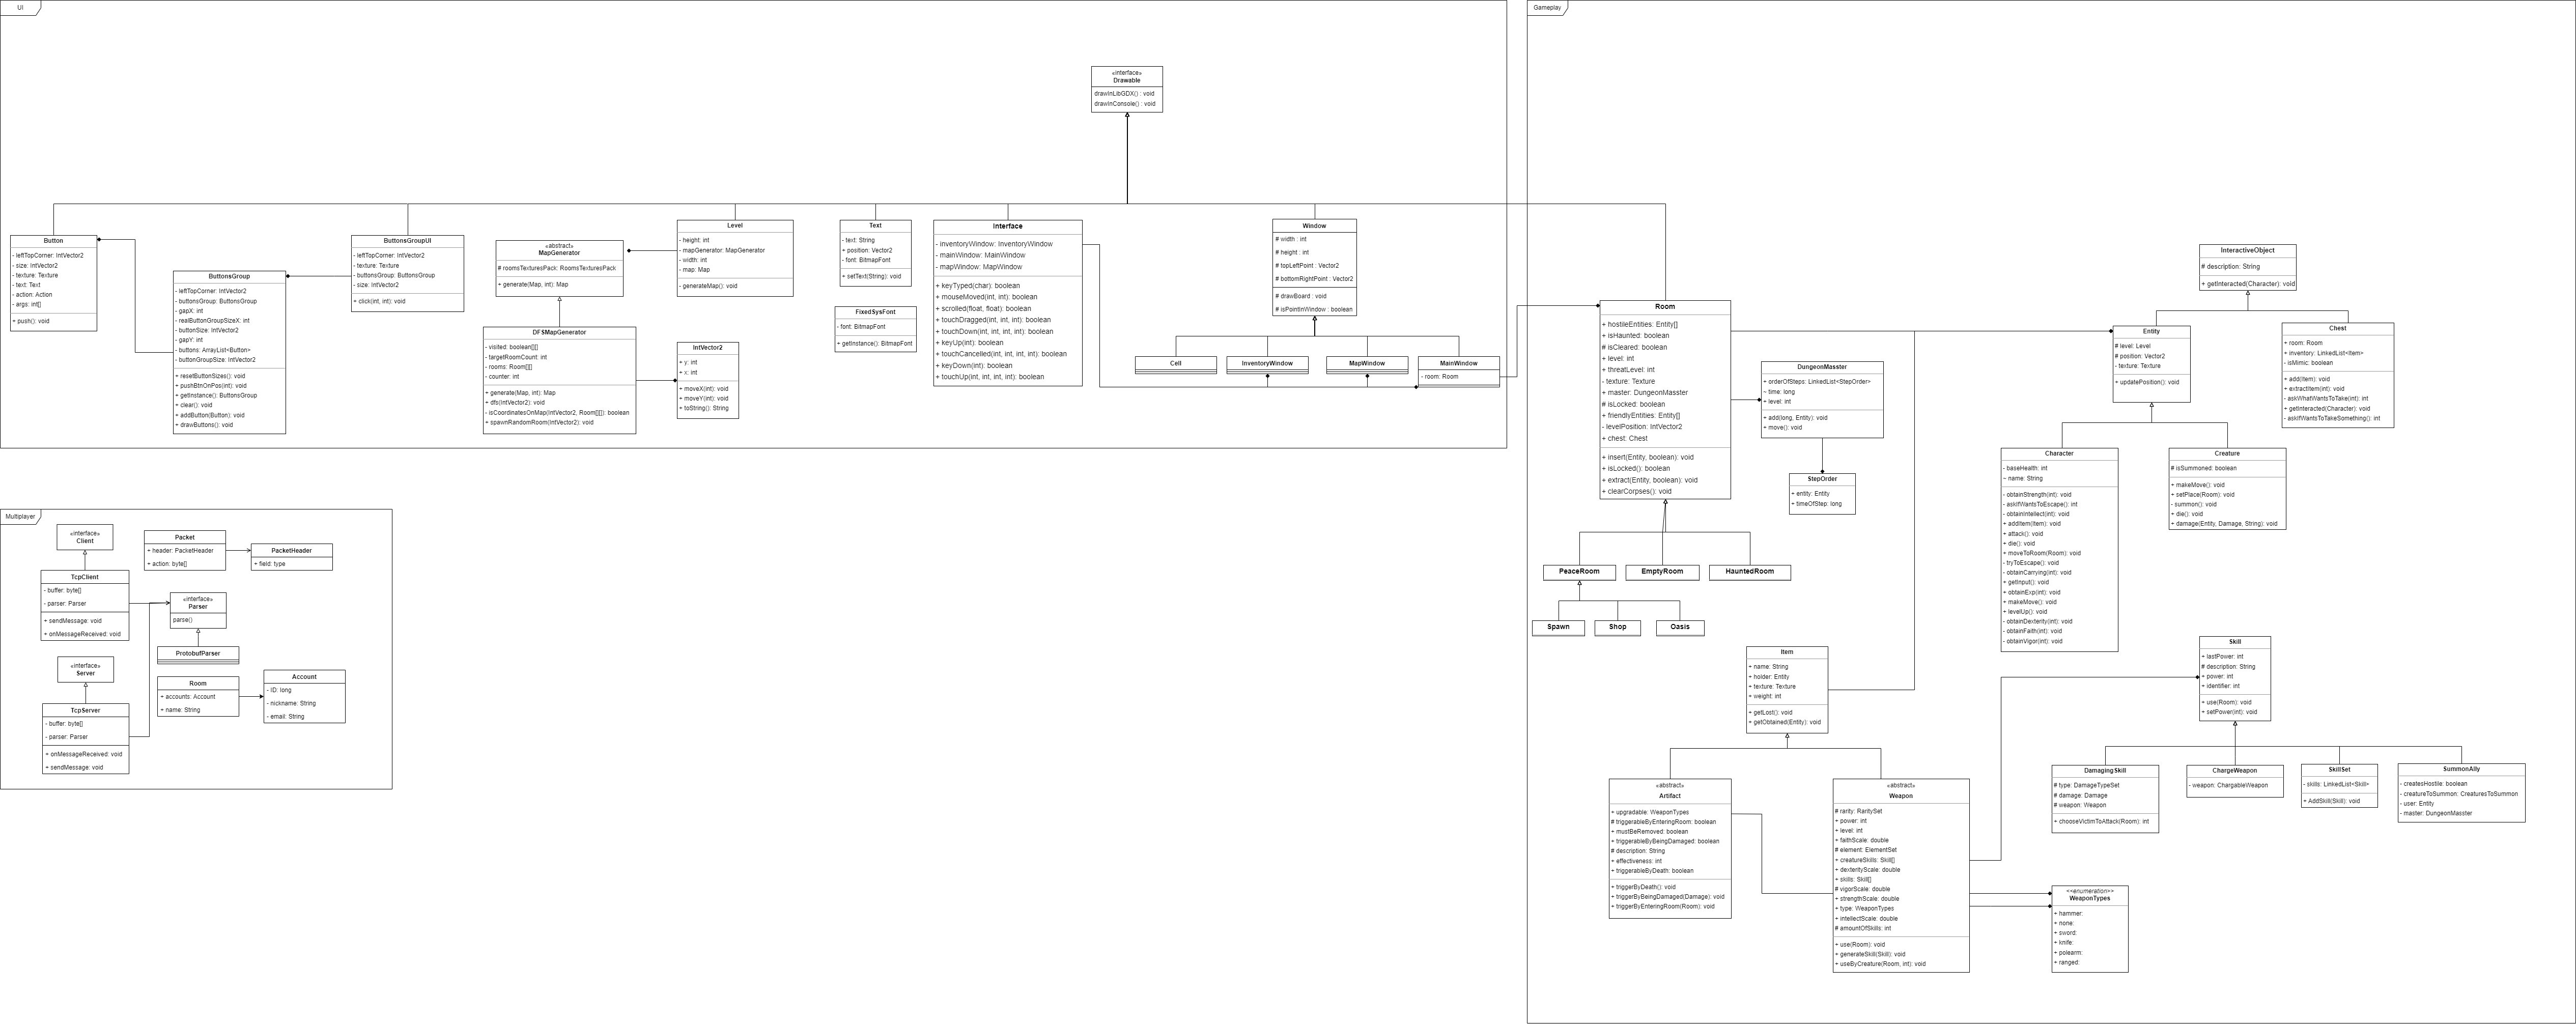 UI
«interface»
Drawable
drawInLibGDX() : void
drawInConsole() : void
Button
- leftTopCorner: IntVector2
- size: IntVector2
- texture: Texture
- text: Text
- action: Action
- args: int[]
+ push(): void
ButtonsGroup
- leftTopCorner: IntVector2
- buttonsGroup: ButtonsGroup
- gapX: int
- realButtonGroupSizeX: int
- buttonSize: IntVector2
- gapY: int
- buttons: ArrayList<Button>
- buttonGroupSize: IntVector2
+ resetButtonSizes(): void
+ pushBtnOnPos(int): void
+ getInstance(): ButtonsGroup
+ clear(): void
+ addButton(Button): void
+ drawButtons(): void
ButtonsGroupUI
- leftTopCorner: IntVector2
- texture: Texture
- buttonsGroup: ButtonsGroup
- size: IntVector2
+ click(int, int): void
«abstract»
MapGenerator
# roomsTexturesPack: RoomsTexturesPack
+ generate(Map, int): Map
DFSMapGenerator
- visited: boolean[][]
- targetRoomCount: int
- rooms: Room[][]
- counter: int
+ generate(Map, int): Map
+ dfs(IntVector2): void
- isCoordinatesOnMap(IntVector2, Room[][]): boolean
+ spawnRandomRoom(IntVector2): void
Level
- height: int
- mapGenerator: MapGenerator
- width: int
- map: Map
- generateMap(): void
IntVector2
+ y: int
+ x: int
+ moveX(int): void
+ moveY(int): void
+ toString(): String
Text
- text: String
+ position: Vector2
- font: BitmapFont
+ setText(String): void
FixedSysFont
- font: BitmapFont
+ getInstance(): BitmapFont
Interface
- inventoryWindow: InventoryWindow
- mainWindow: MainWindow
- mapWindow: MapWindow
+ keyTyped(char): boolean
+ mouseMoved(int, int): boolean
+ scrolled(float, float): boolean
+ touchDragged(int, int, int): boolean
+ touchDown(int, int, int, int): boolean
+ keyUp(int): boolean
+ touchCancelled(int, int, int, int): boolean
+ keyDown(int): boolean
+ touchUp(int, int, int, int): boolean
Window
# width : int
# height : int
# topLeftPoint : Vector2
# bottomRightPoint : Vector2
# drawBoard : void
# isPointInWindow : boolean
Cell
InventoryWindow
MapWindow
MainWindow
- room: Room
Gameplay
Room
+ hostileEntities: Entity[]
+ isHaunted: boolean
# isCleared: boolean
+ level: int
+ threatLevel: int
- texture: Texture
+ master: DungeonMasster
# isLocked: boolean
+ friendlyEntities: Entity[]
- levelPosition: IntVector2
+ chest: Chest
+ insert(Entity, boolean): void
+ isLocked(): boolean
+ extract(Entity, boolean): void
+ clearCorpses(): void
DungeonMasster
+ orderOfSteps: LinkedList<StepOrder>
~ time: long
+ level: int
+ add(long, Entity): void
+ move(): void
StepOrder
+ entity: Entity
+ timeOfStep: long
InteractiveObject
# description: String
+ getInteracted(Character): void
Entity
# level: Level
# position: Vector2
- texture: Texture
+ updatePosition(): void
Chest
+ room: Room
+ inventory: LinkedList<Item>
- isMimic: boolean
+ add(Item): void
+ extractItem(int): void
- askWhatWantsToTake(int): int
+ getInteracted(Character): void
- askIfWantsToTakeSomething(): int
Character
- baseHealth: int
~ name: String
- obtainStrength(int): void
- askIfWantsToEscape(): int
- obtainIntellect(int): void
+ addItem(Item): void
+ attack(): void
+ die(): void
+ moveToRoom(Room): void
- tryToEscape(): void
- obtainCarrying(int): void
+ getInput(): void
+ obtainExp(int): void
+ makeMove(): void
+ levelUp(): void
- obtainDexterity(int): void
- obtainFaith(int): void
- obtainVigor(int): void
Creature
# isSummoned: boolean
+ makeMove(): void
+ setPlace(Room): void
- summon(): void
+ die(): void
+ damage(Entity, Damage, String): void
PeaceRoom
EmptyRoom
HauntedRoom
Spawn
Shop
Oasis
Item
+ name: String
+ holder: Entity
+ texture: Texture
+ weight: int
+ getLost(): void
+ getObtained(Entity): void
«abstract»
Artifact
+ upgradable: WeaponTypes
# triggerableByEnteringRoom: boolean
+ mustBeRemoved: boolean
+ triggerableByBeingDamaged: boolean
# description: String
+ effectiveness: int
+ triggerableByDeath: boolean
+ triggerByDeath(): void
+ triggerByBeingDamaged(Damage): void
+ triggerByEnteringRoom(Room): void
«abstract»
Weapon
# rarity: RaritySet
+ power: int
+ level: int
+ faithScale: double
# element: ElementSet
+ creatureSkills: Skill[]
+ dexterityScale: double
+ skills: Skill[]
# vigorScale: double
+ strengthScale: double
+ type: WeaponTypes
+ intellectScale: double
# amountOfSkills: int
+ use(Room): void
+ generateSkill(Skill): void
+ useByCreature(Room, int): void
Skill
+ lastPower: int
# description: String
+ power: int
+ identifier: int
+ use(Room): void
+ setPower(int): void
DamagingSkill
# type: DamageTypeSet
# damage: Damage
# weapon: Weapon
+ chooseVictimToAttack(Room): int
ChargeWeapon
- weapon: ChargableWeapon
SkillSet
- skills: LinkedList<Skill>
+ AddSkill(Skill): void
SummonAlly
- createsHostile: boolean
- creatureToSummon: CreaturesToSummon
- user: Entity
- master: DungeonMasster
<<enumeration>>
WeaponTypes
+ hammer:
+ none:
+ sword:
+ knife:
+ polearm:
+ ranged:
Multiplayer
«interface»
Client
TcpClient
- buffer: byte[]
- parser: Parser
+ sendMessage: void
+ onMessageReceived: void
«interface»
Server
TcpServer
- buffer: byte[]
- parser: Parser
+ onMessageReceived: void
+ sendMessage: void
Packet
+ header: PacketHeader
+ action: byte[]
PacketHeader
+ field: type
«interface»
Parser
parse()
ProtobufParser
Room
+ accounts: Account
+ name: String
Account
- ID: long
- nickname: String
- email: String